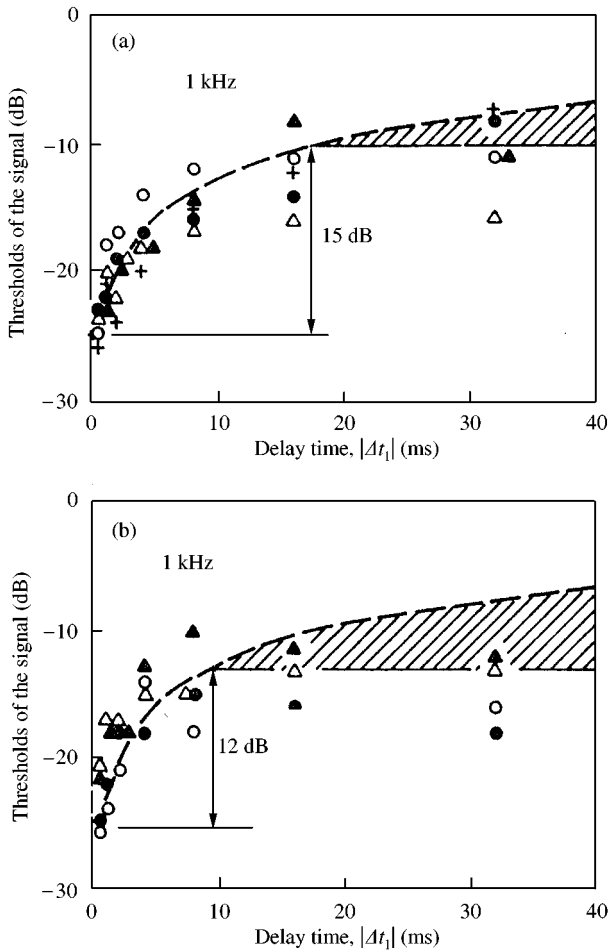 0
(a)
1 kHz
−10
15 dB
−20
−30
0
10
20
30
40
Thresholds of the signal (dB)
Delay time, |Δt₁| (ms)
0
(b)
1 kHz
−10
12 dB
−20
−30
0
10
20
30
40
Thresholds of the signal (dB)
Delay time, |Δt₁| (ms)